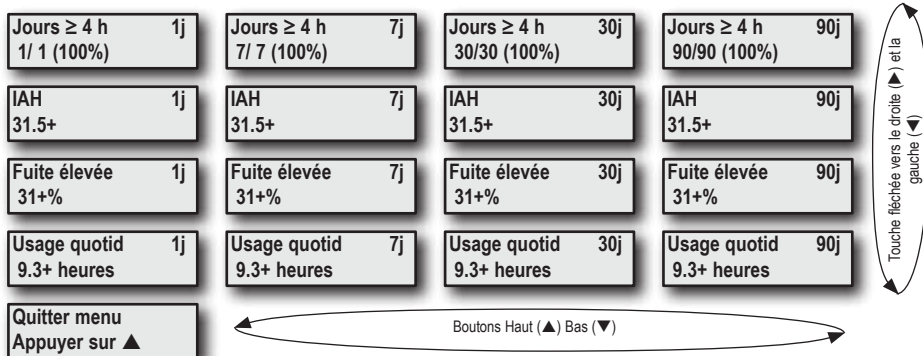 Jours ≥ 4 h 1j
1/ 1 (100%)
Jours ≥ 4 h 7j
7/ 7 (100%)
Jours ≥ 4 h 30j
30/30 (100%)
Jours ≥ 4 h 90j
90/90 (100%)
IAH 1j
31.5+
IAH 7j
31.5+
IAH 30j
31.5+
IAH 90j
31.5+
Fuite élevée 1j
31+%
Fuite élevée 7j
31+%
Fuite élevée 30j
31+%
Fuite élevée 90j
31+%
Usage quotid 1j
9.3+ heures
Usage quotid 7j
9.3+ heures
Usage quotid 30j
9.3+ heures
Usage quotid 90j
9.3+ heures
Quitter menu
Appuyer sur ▲
Boutons Haut (▲) Bas (▼)
Touche fléchée vers le droite (▶) et la
gauche (◀)